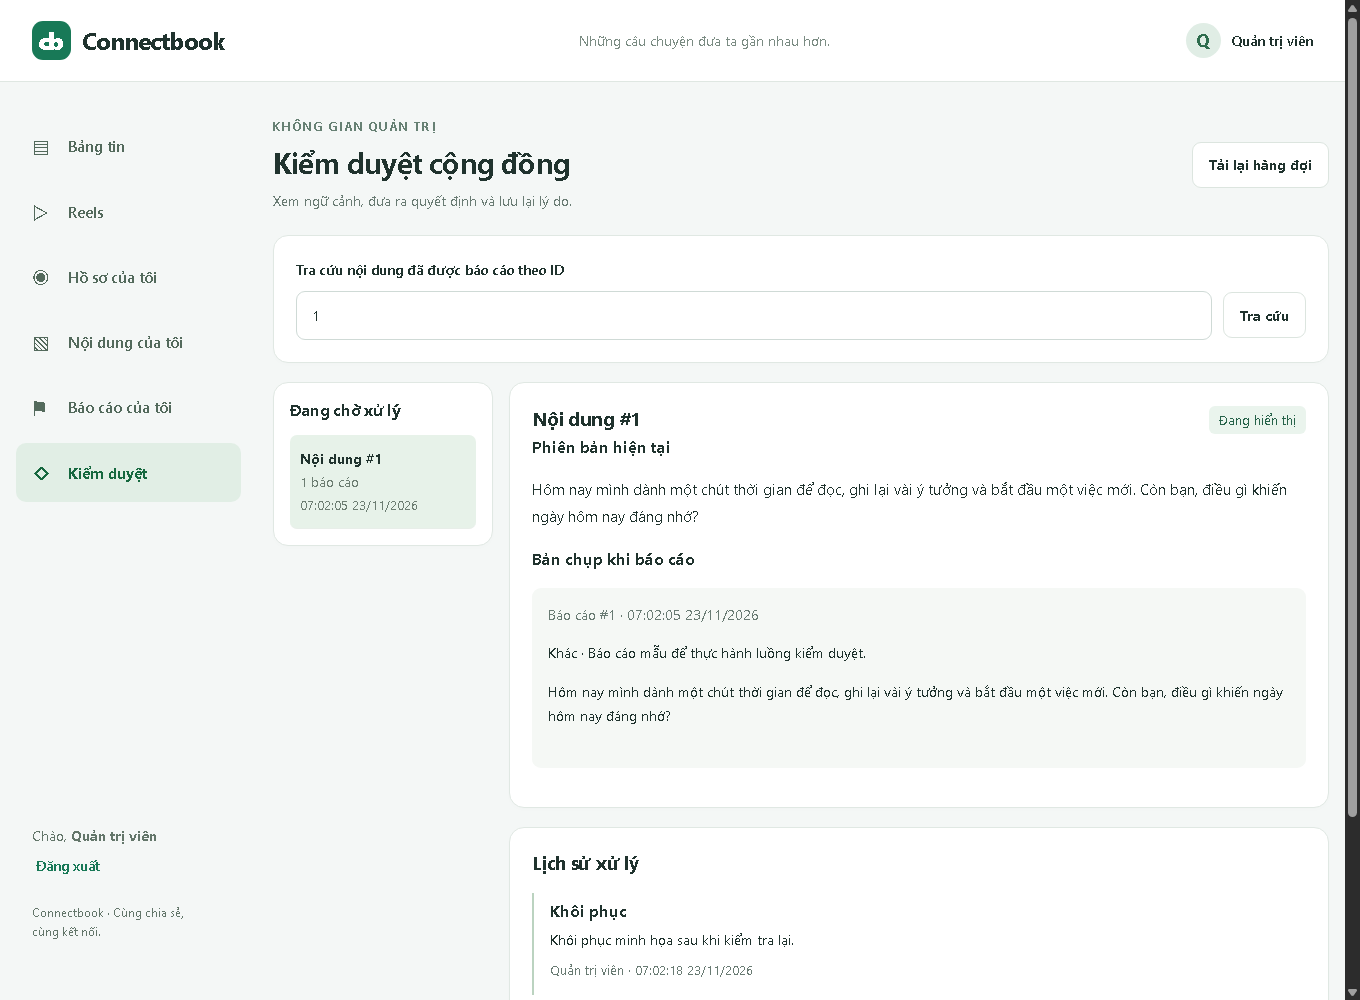 Connectbook
Những câu chuyện đưa ta gần nhau hơn.
Q Quản trị viên
Bảng tin
Reels
Hồ sơ của tôi
Nội dung của tôi
Báo cáo của tôi
Kiểm duyệt
Chào, Quản trị viên
Đăng xuất
Connectbook · Cùng chia sẻ,
cùng kết nối.
KHÔNG GIAN QUẢN TRỊ
Kiểm duyệt cộng đồng
Xem ngữ cảnh, đưa ra quyết định và lưu lại lý do.
Tải lại hàng đợi
Tra cứu nội dung đã được báo cáo theo ID
1
Tra cứu
Đang chờ xử lý
Nội dung #1
1 báo cáo
07:02:05 23/11/2026
Nội dung #1
Đang hiển thị
Phiên bản hiện tại
Hôm nay mình dành một chút thời gian để đọc, ghi lại vài ý tưởng và bắt đầu một việc mới. Còn bạn, điều gì khiến
ngày hôm nay đáng nhớ?
Bản chụp khi báo cáo
Báo cáo #1 · 07:02:05 23/11/2026
Khác · Báo cáo mẫu để thực hành luồng kiểm duyệt.
Hôm nay mình dành một chút thời gian để đọc, ghi lại vài ý tưởng và bắt đầu một việc mới. Còn bạn, điều gì khiến ngày
hôm nay đáng nhớ?
Lịch sử xử lý
Khôi phục
Khôi phục minh họa sau khi kiểm tra lại.
Quản trị viên · 07:02:18 23/11/2026